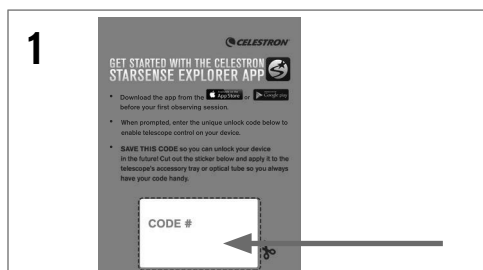 1
CELESTRON
GET STARTED WITH THE CELESTRON
STARSENSE EXPLORER APP
• Download the app from the App Store or Google play
before your first observing session.
• When prompted, enter the unique unlock code below to
enable telescope control on your device.
• SAVE THIS CODE so you can unlock your device
in the future! Cut out the sticker below and apply it to the
telescope's accessory tray or optical tube so you always
have your code handy.
CODE #